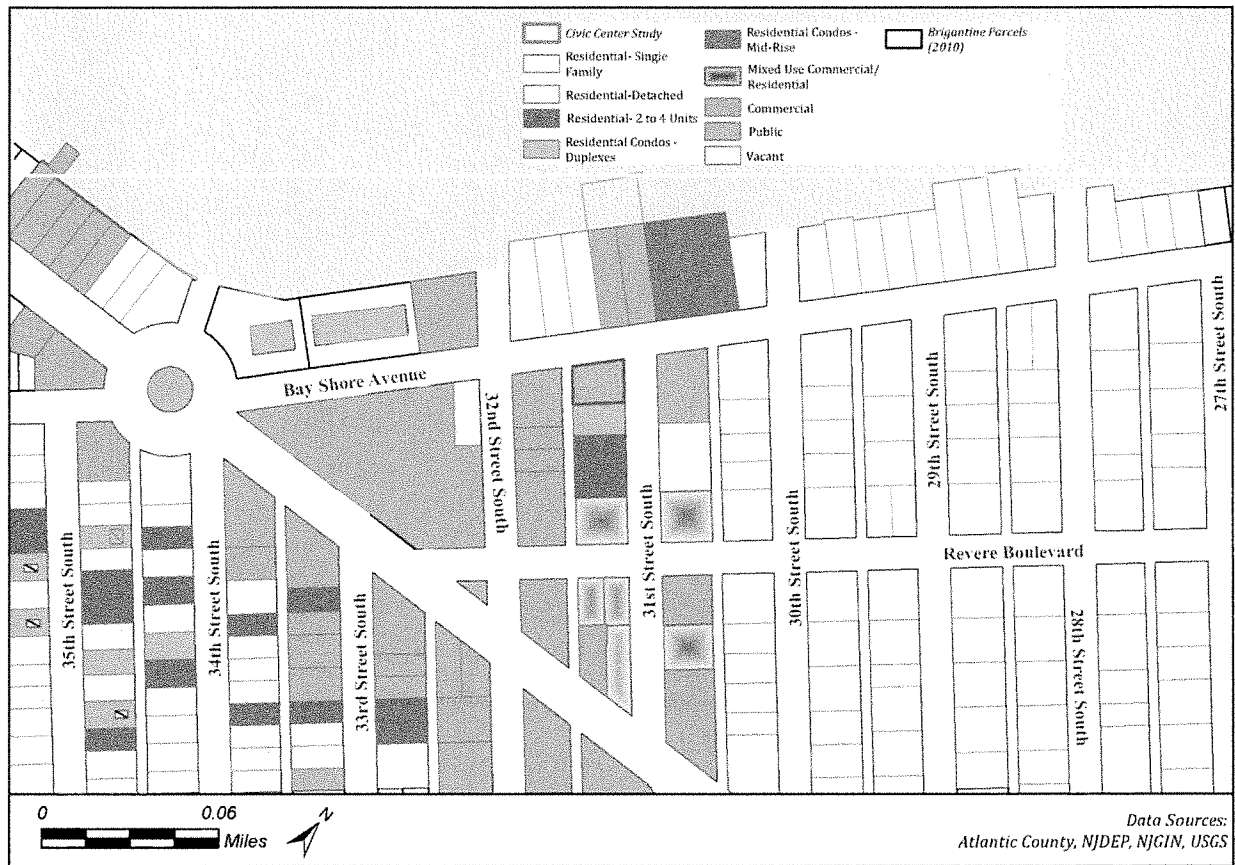 Civic Center Study
Residential- Single
Family
Residential-Detached
Residential- 2 to 4 Units
Residential Condos -
Duplexes
Residential Condos -
Mid-Rise
Mixed Use Commercial/
Residential
Commercial
Public
Vacant
Brigantine Parcels
(2010)
Bay Shore Avenue
32nd Street South
31st Street South
30th Street South
29th Street South
28th Street South
27th Street South
Revere Boulevard
35th Street South
34th Street South
33rd Street South
0 0.06
Miles
N
Data Sources:
Atlantic County, NJDEP, NJGIN, USGS